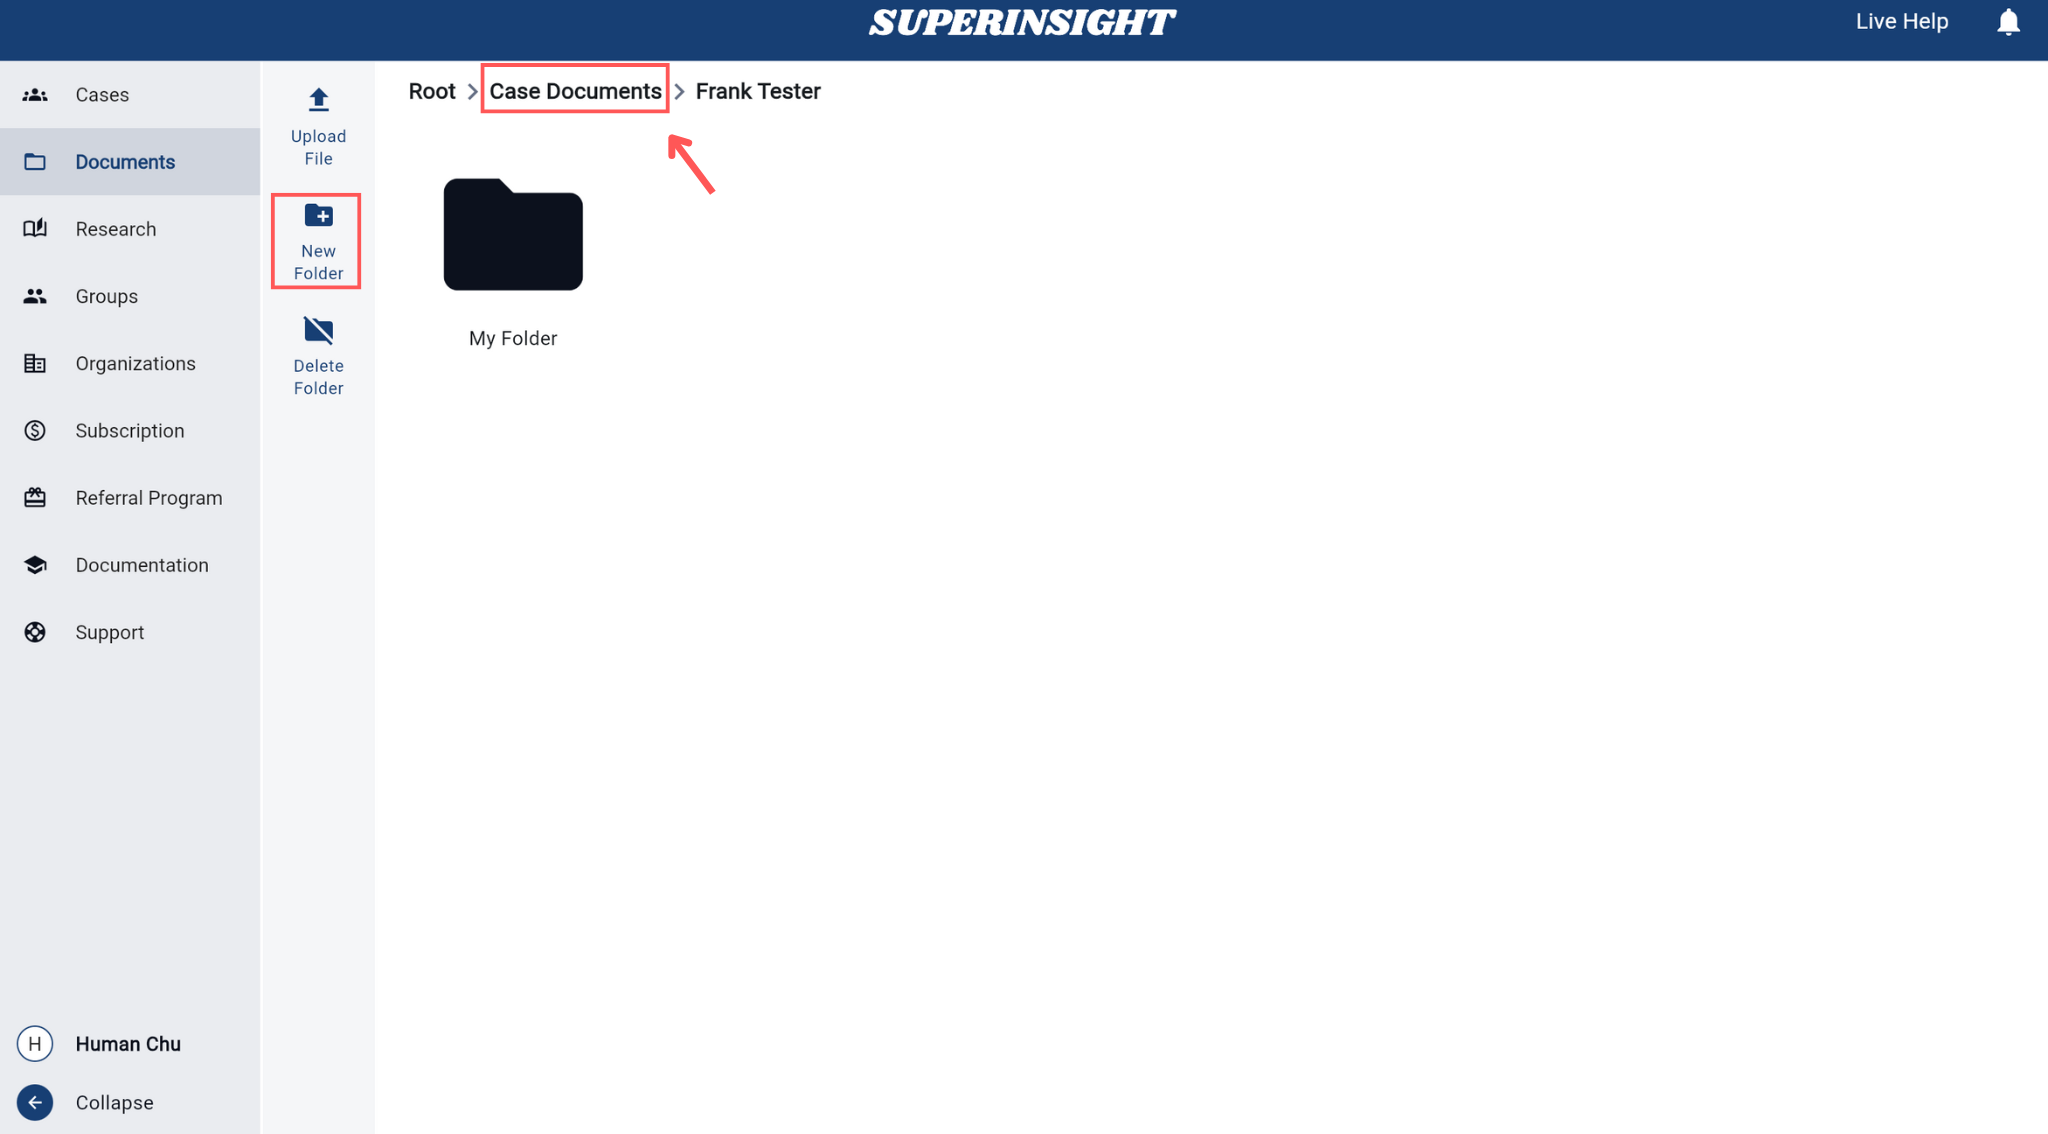 SUPERINSIGHT
Live Help
Cases
Documents
Research
Groups
Organizations
Subscription
Referral Program
Documentation
Support
H
Human Chu
Collapse
Upload
File
New
Folder
Delete
Folder
Root > Case Documents > Frank Tester
My Folder